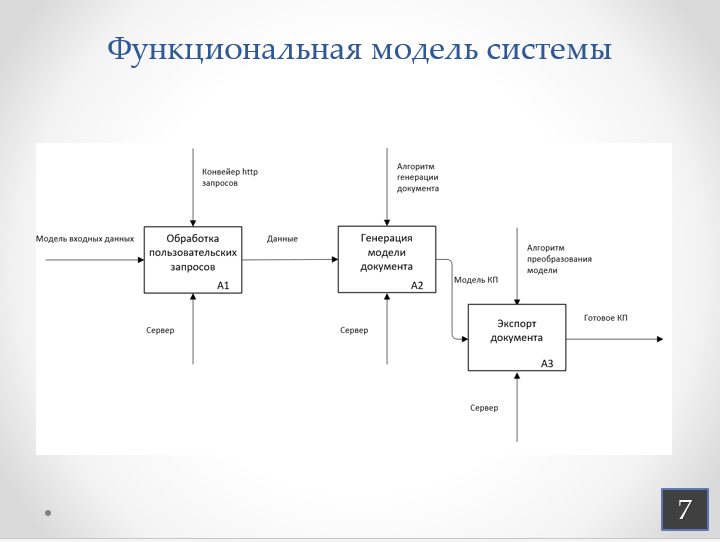 Функциональная модель системы
Конвейер http
запросов
Алгоритм
генерации
документа
Модель входных данных
Обработка
пользовательских
запросов
A1
Данные
Генерация
модели
документа
A2
Алгоритм
преобразования
модели
Модель КП
Сервер
Сервер
Экспорт
документа
A3
Готовое КП
Сервер
7